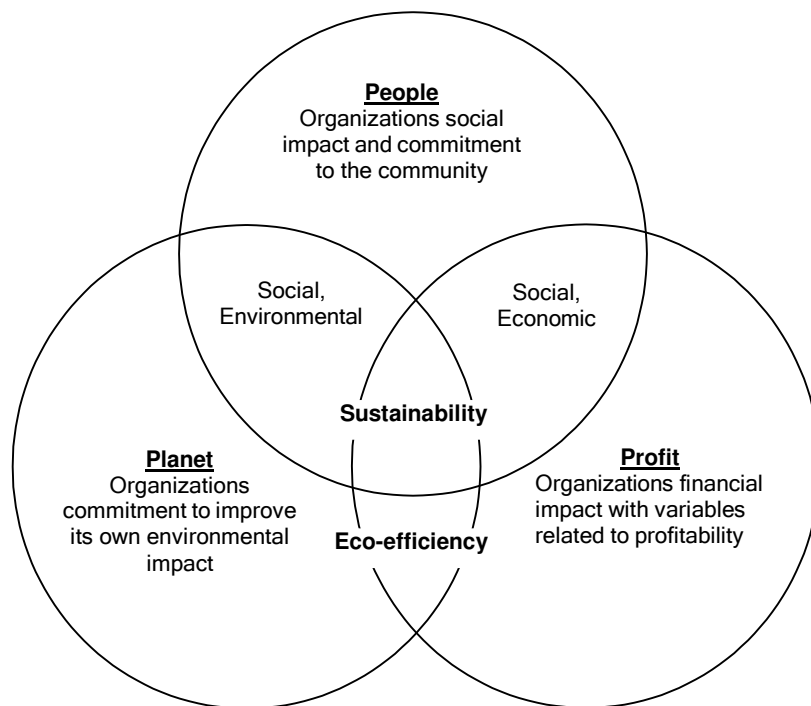 People
Organizations social
impact and commitment
to the community
Social,
Environmental
Social,
Economic
Sustainability
Planet
Organizations
commitment to improve
its own environmental
impact
Profit
Organizations financial
impact with variables
related to profitability
Eco-efficiency